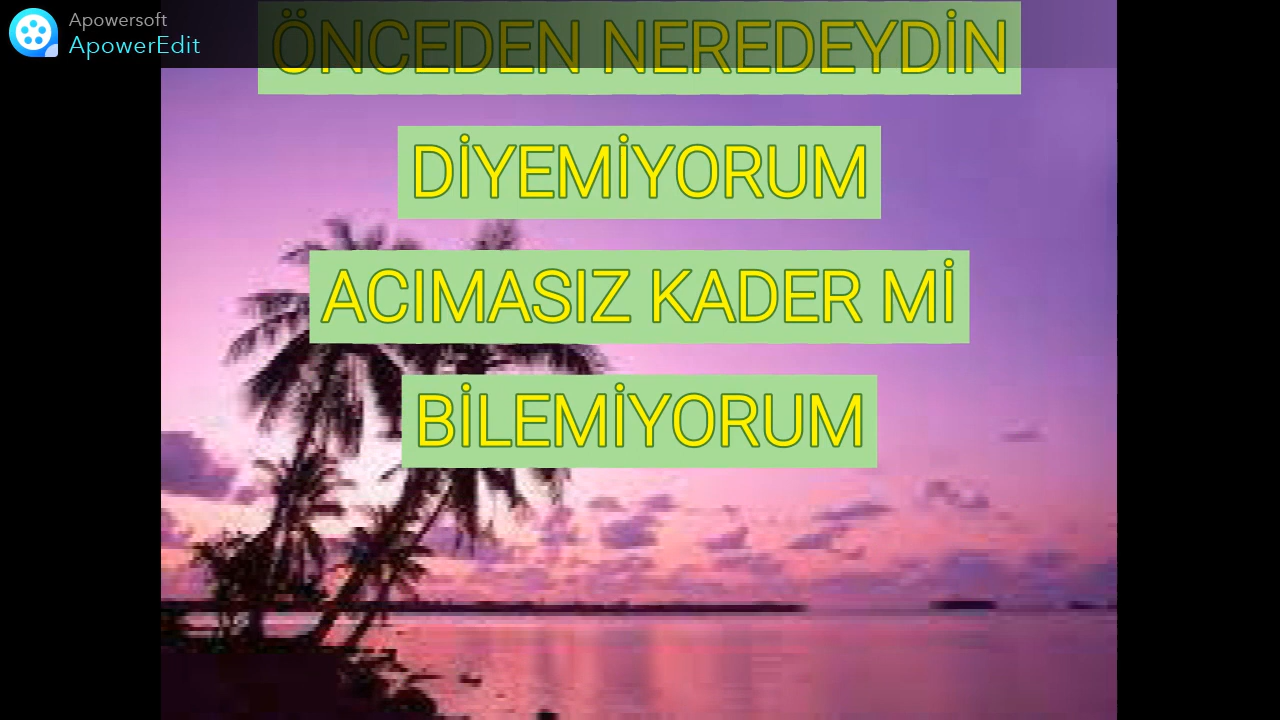 Apowersoft
ApowerEdit
ÖNCEDEN NEREDEYDİN
DİYEMİYORUM
ACIMASIZ KADER Mİ
BİLEMİYORUM